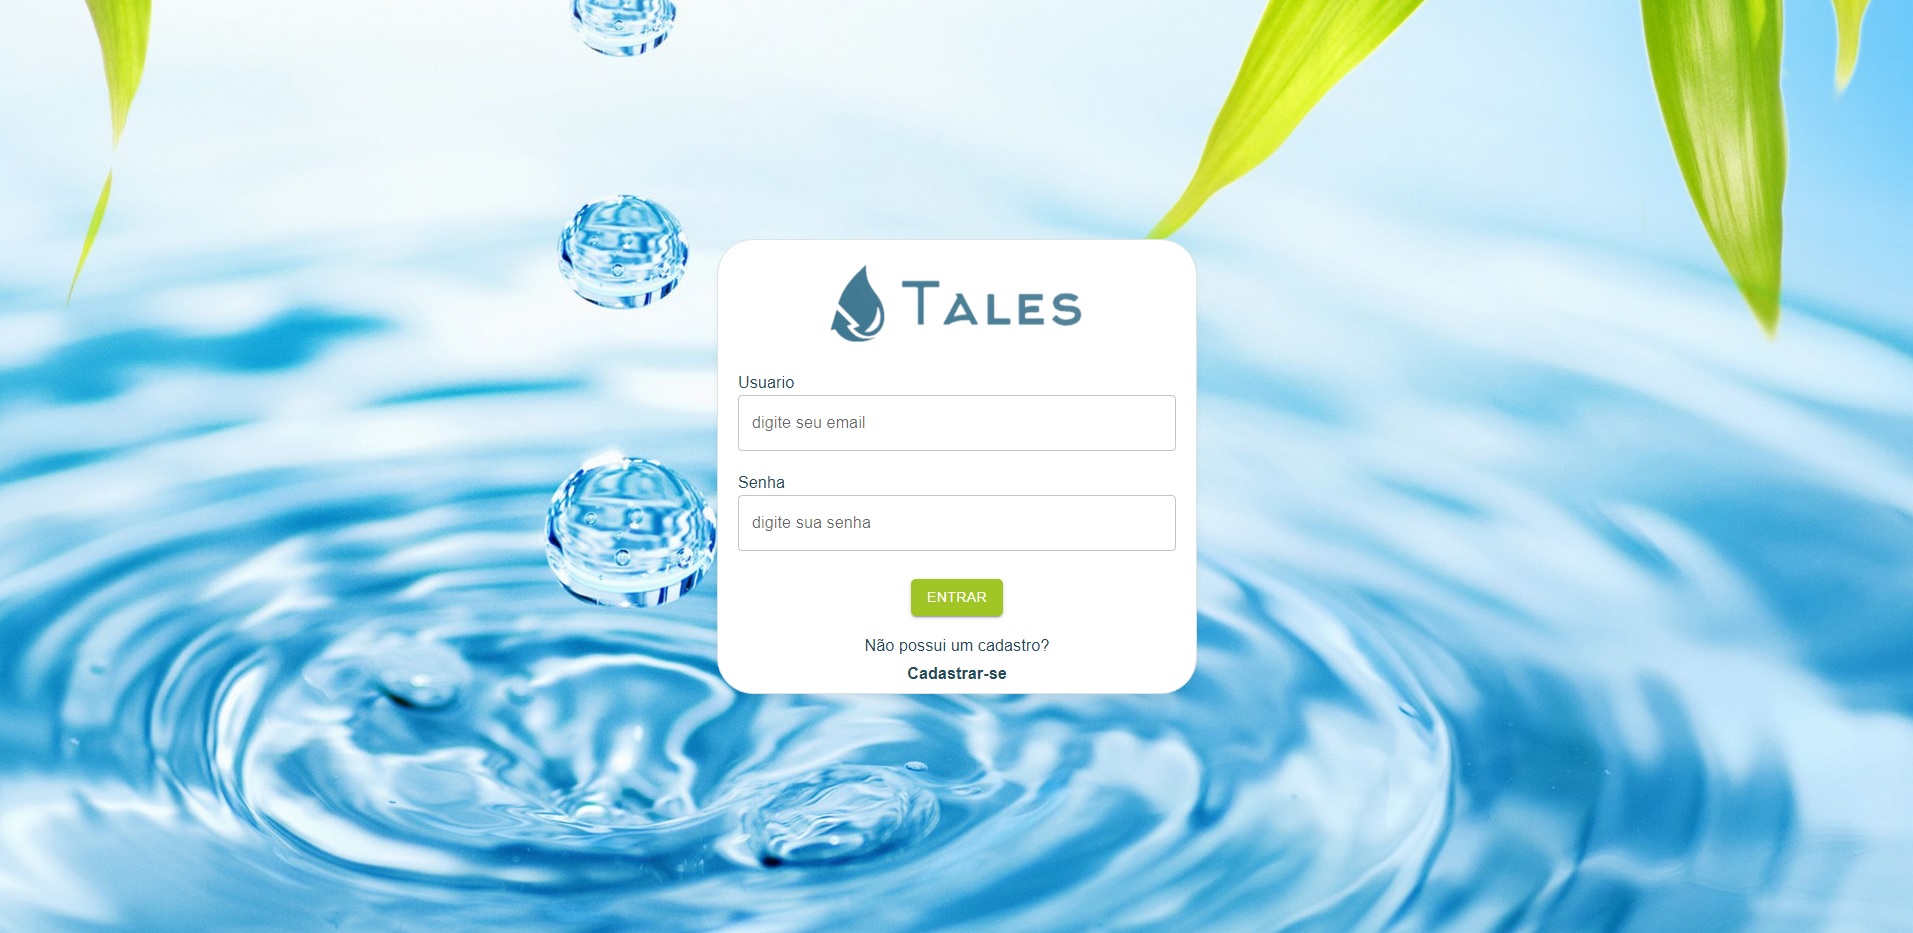 TALES
Usuario
digite seu email
Senha
digite sua senha
ENTRAR
Não possui um cadastro?
Cadastrar-se